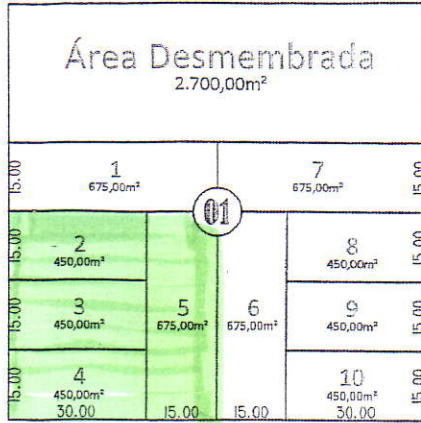 Área Desmembrada
2.700,00m²
15.00 1 675,00m²
7 675,00m² 15.00
01
15.00 2 450,00m²
8 450,00m² 15.00
15.00 3 450,00m²
5 675,00m²
6 675,00m²
9 450,00m² 15.00
15.00 4 450,00m²
10 450,00m² 15.00
30.00 15.00 15.00 30.00